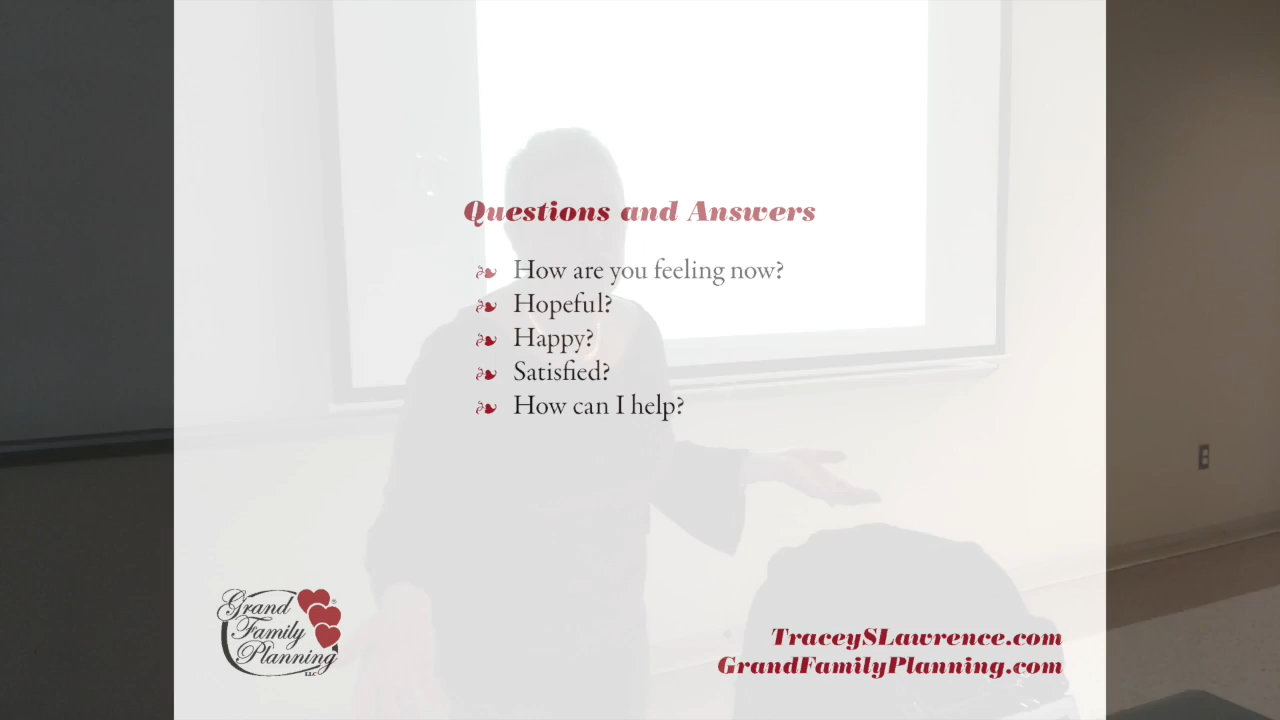 Questions and Answers
How are you feeling now?
Hopeful?
Happy?
Satisfied?
How can I help?
Grand
Family
Planning
LLC
®
TraceySLawrence.com
GrandFamilyPlanning.com